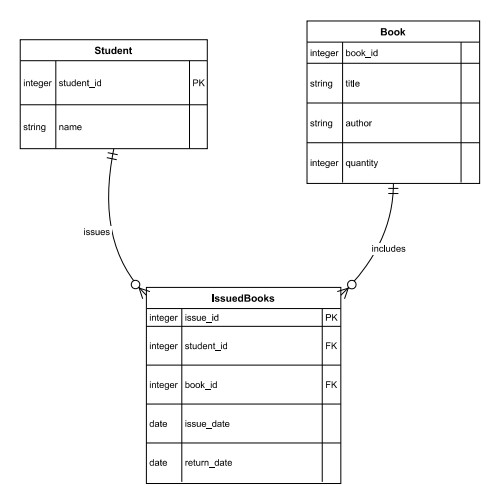 Student
integer student_id PK
string name
Book
integer book_id
string title
string author
integer quantity
issues
includes
IssuedBooks
integer issue_id PK
integer student_id FK
integer book_id FK
date issue_date
date return_date